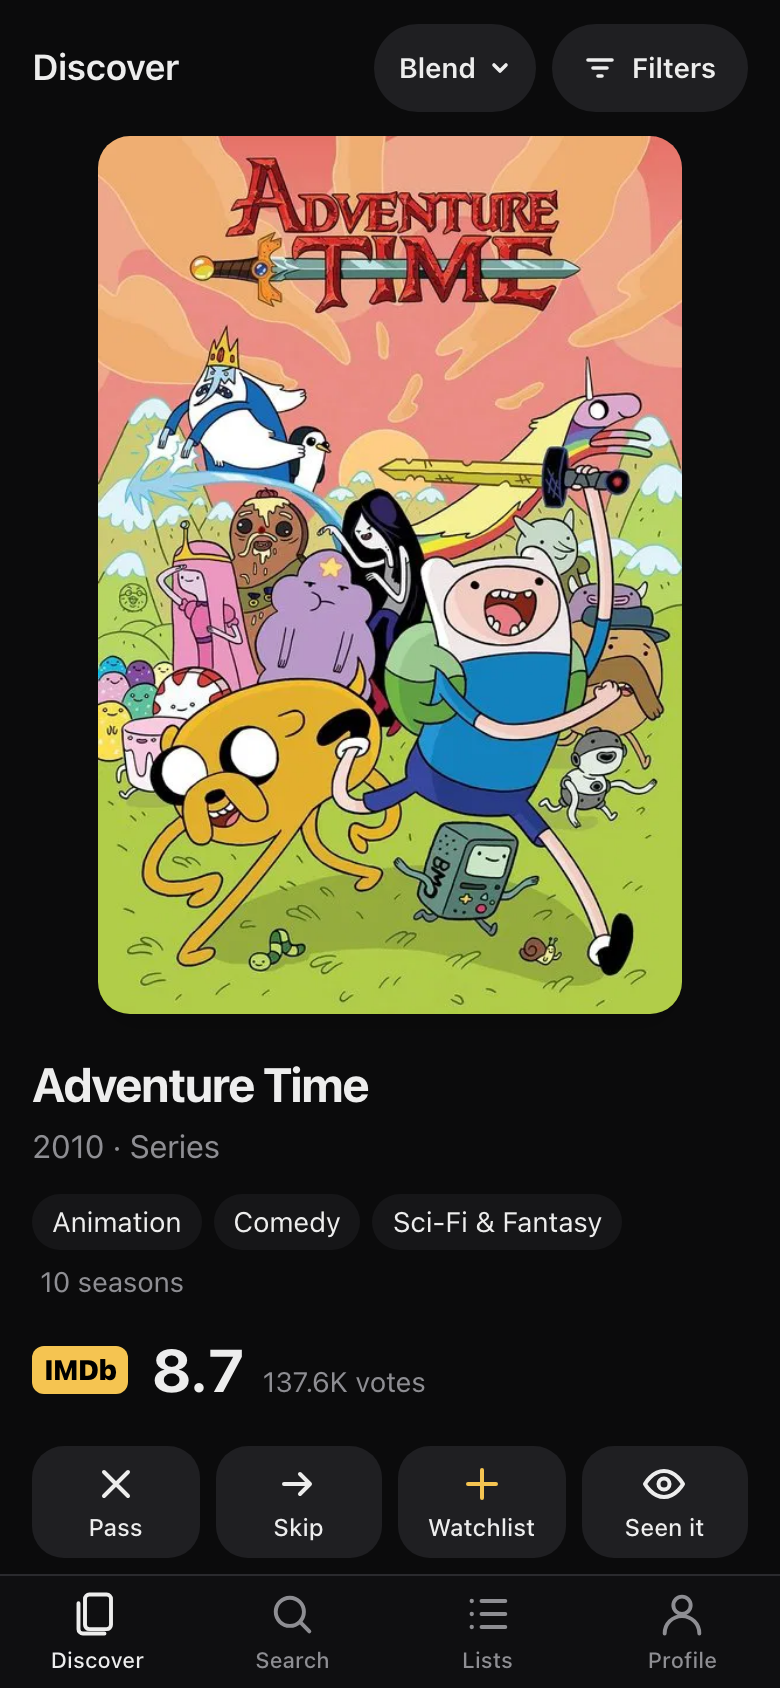 Discover
Blend
Filters
ADVENTURE
TIME
BMO
Adventure Time
2010 · Series
Animation
Comedy
Sci-Fi & Fantasy
10 seasons
IMDb 8.7 137.6K votes
Pass
Skip
Watchlist
Seen it
Discover
Search
Lists
Profile